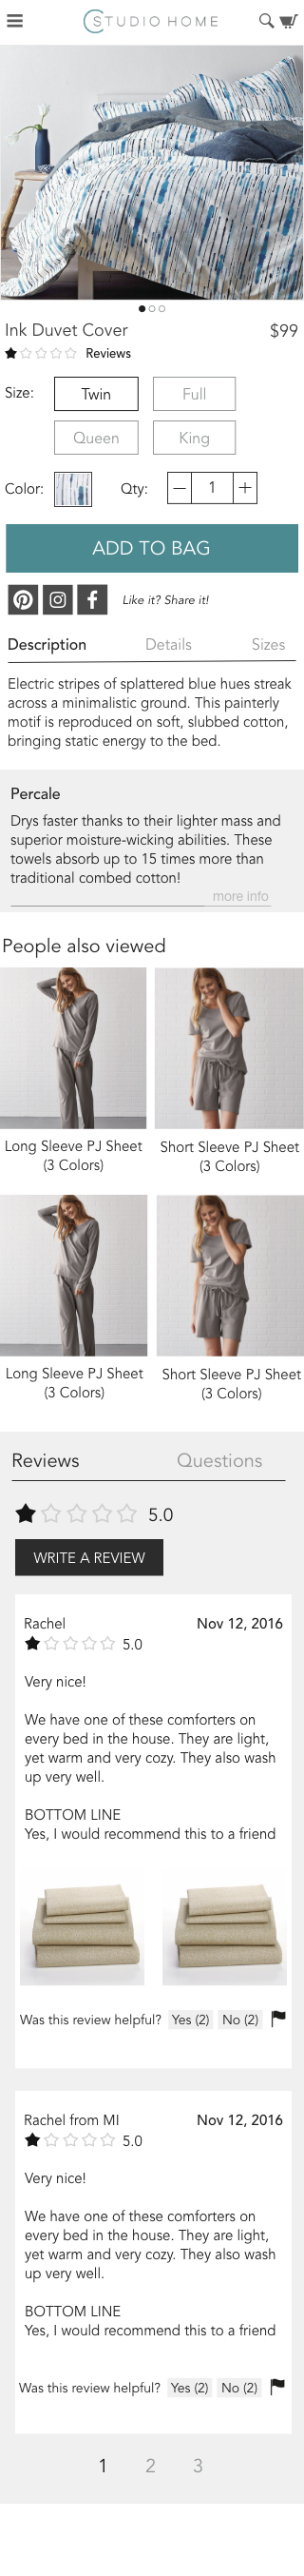 STUDIO HOME
Ink Duvet Cover $99
Reviews
Size: Twin Full
Queen King
Color: Qty: — 1 +
ADD TO BAG
Like it? Share it!
Description Details Sizes
Electric stripes of splattered blue hues streak
across a minimalistic ground. This painterly
motif is reproduced on soft, slubbed cotton,
bringing static energy to the bed.
Percale
Drys faster thanks to their lighter mass and
superior moisture-wicking abilities. These
towels absorb up to 15 times more than
traditional combed cotton!
more info
People also viewed
Long Sleeve PJ Sheet
(3 Colors)
Short Sleeve PJ Sheet
(3 Colors)
Long Sleeve PJ Sheet
(3 Colors)
Short Sleeve PJ Sheet
(3 Colors)
Reviews Questions
5.0
WRITE A REVIEW
Rachel Nov 12, 2016
5.0
Very nice!
We have one of these comforters on
every bed in the house. They are light,
yet warm and very cozy. They also wash
up very well.
BOTTOM LINE
Yes, I would recommend this to a friend
Was this review helpful? Yes (2) No (2)
Rachel from MI Nov 12, 2016
5.0
Very nice!
We have one of these comforters on
every bed in the house. They are light,
yet warm and very cozy. They also wash
up very well.
BOTTOM LINE
Yes, I would recommend this to a friend
Was this review helpful? Yes (2) No (2)
1 2 3